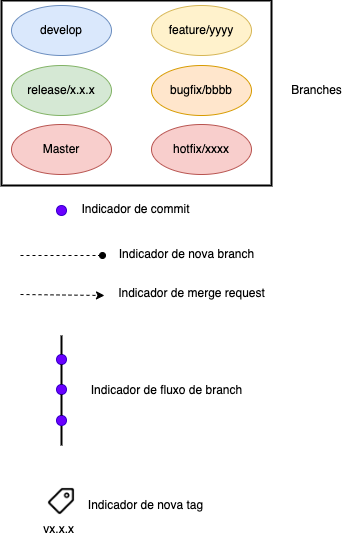 develop
feature/yyyy
release/x.x.x
bugfix/bbbb
Branches
Master
hotfix/xxxx
Indicador de commit
Indicador de nova branch
Indicador de merge request
Indicador de fluxo de branch
Indicador de nova tag
vx.x.x